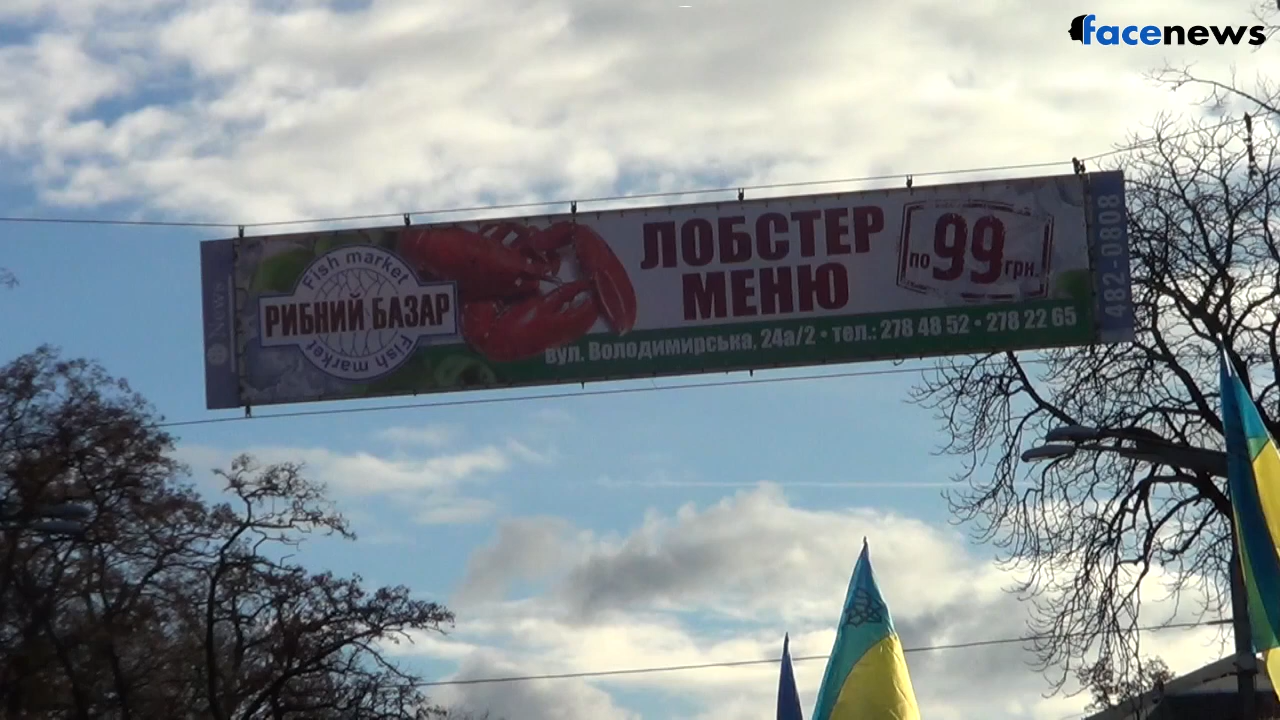 facenews
News
Fish market
РИБНИЙ БАЗАР
Fish market
ЛОБСТЕР
МЕНЮ
по 99 грн.
вул. Володимирська, 24а/2 • тел.: 278 48 52 • 278 22 65
482-0808